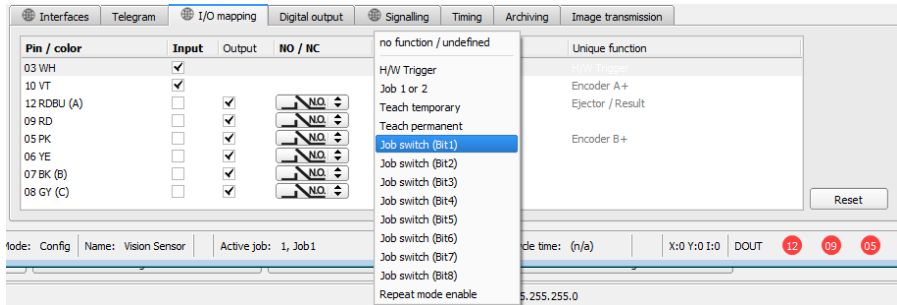 Interfaces Telegram I/O mapping Digital output Signalling Timing Archiving Image transmission
Pin / color Input Output NO / NC Unique function
03 WH H/W Trigger
10 VT Encoder A+
12 RDBU (A) N.O. Ejector / Result
09 RD N.O.
05 PK N.O. Encoder B+
06 YE N.O.
07 BK (B) N.O.
08 GY (C) N.O.
no function / undefined
H/W Trigger
Job 1 or 2
Teach temporary
Teach permanent
Job switch (Bit1)
Job switch (Bit2)
Job switch (Bit3)
Job switch (Bit4)
Job switch (Bit5)
Job switch (Bit6)
Job switch (Bit7)
Job switch (Bit8)
Repeat mode enable
Reset
Mode: Config Name: Vision Sensor Active job: 1, Job1 cle time: (n/a) X:0 Y:0 I:0 DOUT 12 09 05
5.255.255.0